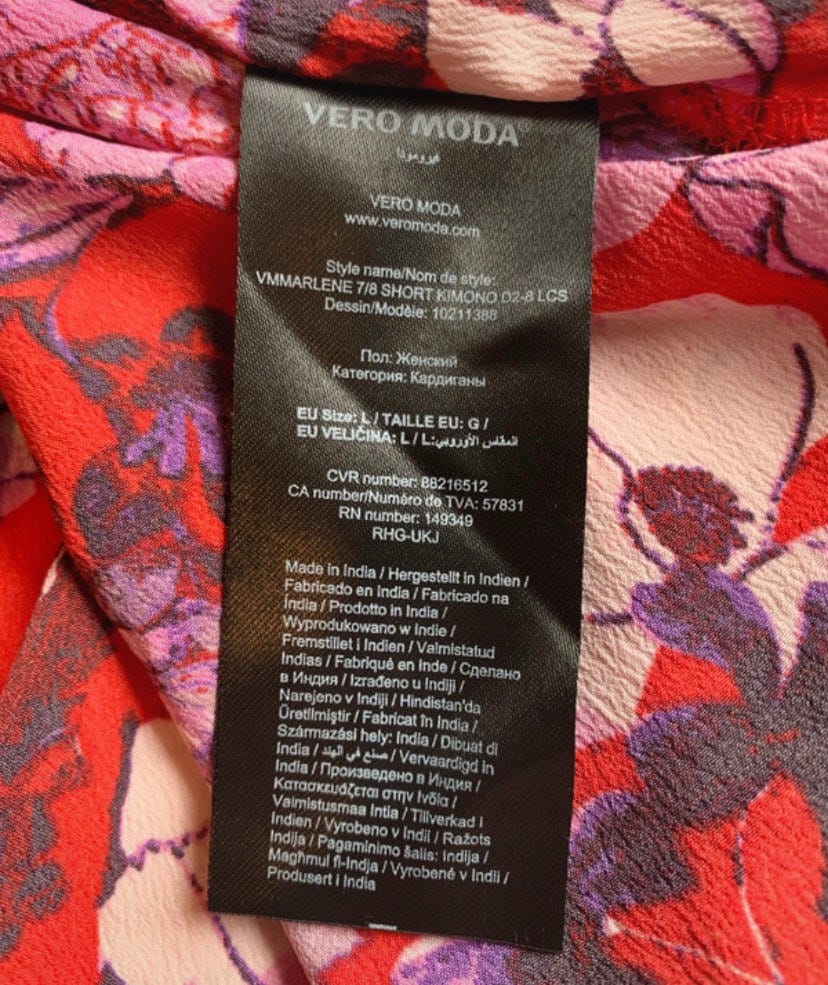 VERO MODA®
فيرومودا
VERO MODA
www.veromoda.com
Style name/Nom de style:
VMMARLENE 7/8 SHORT KIMONO D2-8 LCS
Dessin/Modèle: 10211388
Пол: Женский
Категория: Кардиганы
EU Size: L / TAILLE EU: G /
EU VELIČINA: L / L:المقاس الأوروبي
CVR number: 88216512
CA number/Numéro de TVA: 57831
RN number: 149349
RHG-UKJ
Made in India / Hergestellt in Indien /
Fabricado en India / Fabricado na
Índia / Prodotto in India /
Wyprodukowano w Indie /
Fremstillet i Indien / Valmistatud
Indias / Fabriqué en Inde / Сделано
в Индия / Izrađeno u Indiji /
Narejeno v Indiji / Hindistan'da
Üretilmiştir / Fabricat în India /
Származási hely: India / Dibuat di
India / صنع في الهند / Vervaardigd in
India / Произведено в Индия /
Κατασκευάζεται στην Ινδία /
Valmistusmaa Intia / Tillverkad i
Indien / Vyrobeno v Indii / Ražots
Indija / Pagaminimo šalis: Indija /
Magħmul fl-Indja / Vyrobené v Indii /
Produsert i India